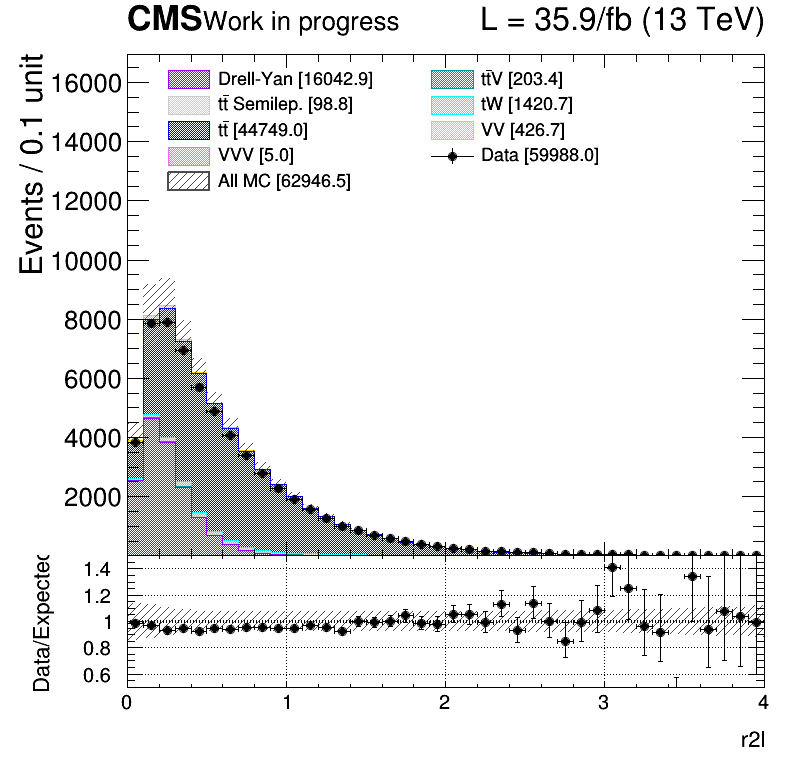 CMS Work in progress L = 35.9/fb (13 TeV)
Events / 0.1 unit
16000
14000
12000
10000
8000
6000
4000
2000
Drell-Yan [16042.9]
tt̄ Semilep. [98.8]
tt̄ [44749.0]
VVV [5.0]
All MC [62946.5]
tt̄V [203.4]
tW [1420.7]
VV [426.7]
Data [59988.0]
Data/Expected
1.4
1.2
1
0.8
0.6
0 1 2 3 4
r2l